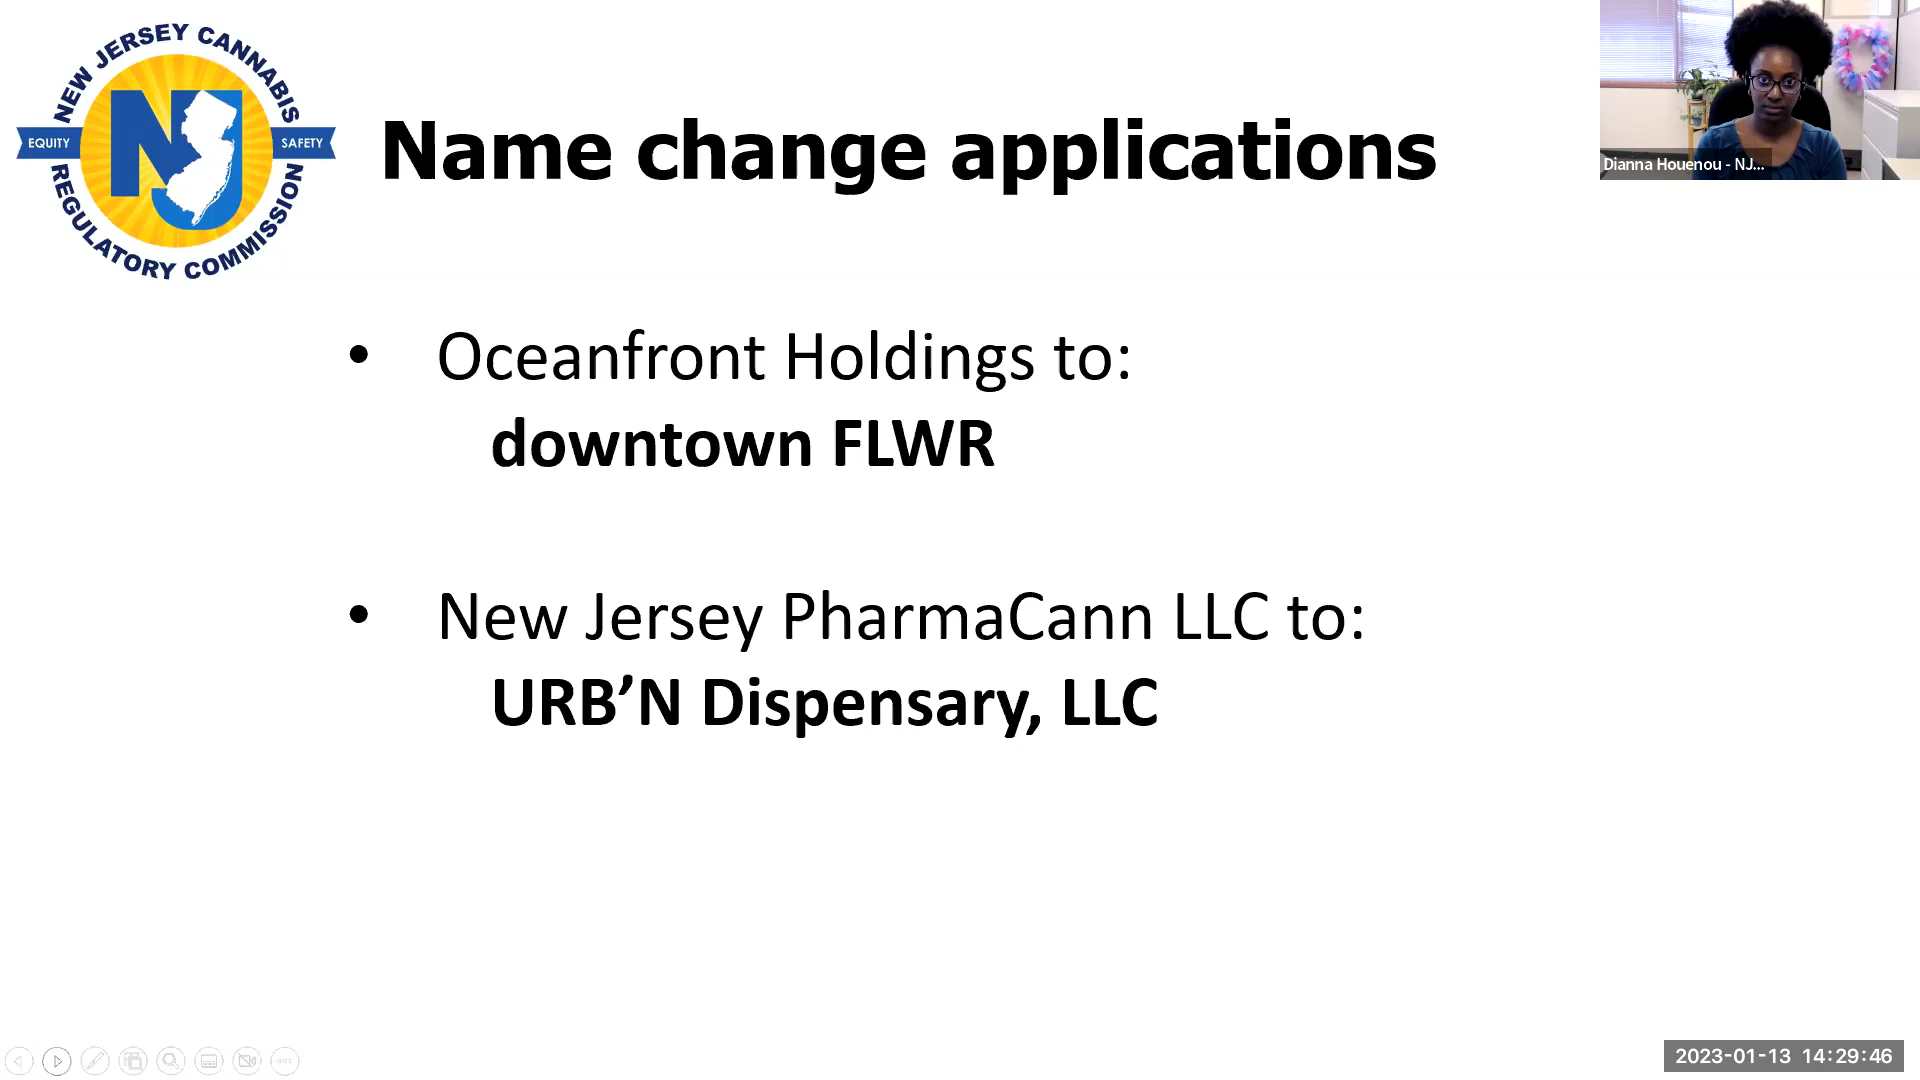 NEW JERSEY CANNABIS
EQUITY
NJ
SAFETY
REGULATORY COMMISSION
Name change applications
Dianna Houenou - NJ...
• Oceanfront Holdings to:
downtown FLWR
• New Jersey PharmaCann LLC to:
URB’N Dispensary, LLC
2023-01-13 14:29:46